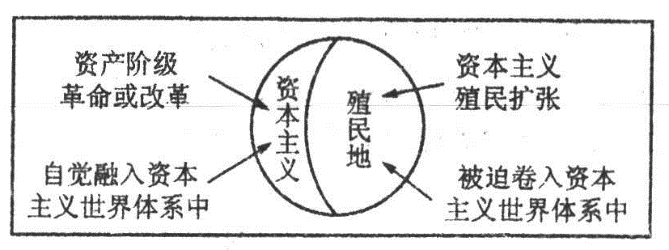 资产阶级
革命或改革
资本主义
殖民地
资本主义
殖民扩张
自觉融入资本
主义世界体系中
被迫卷入资本
主义世界体系中